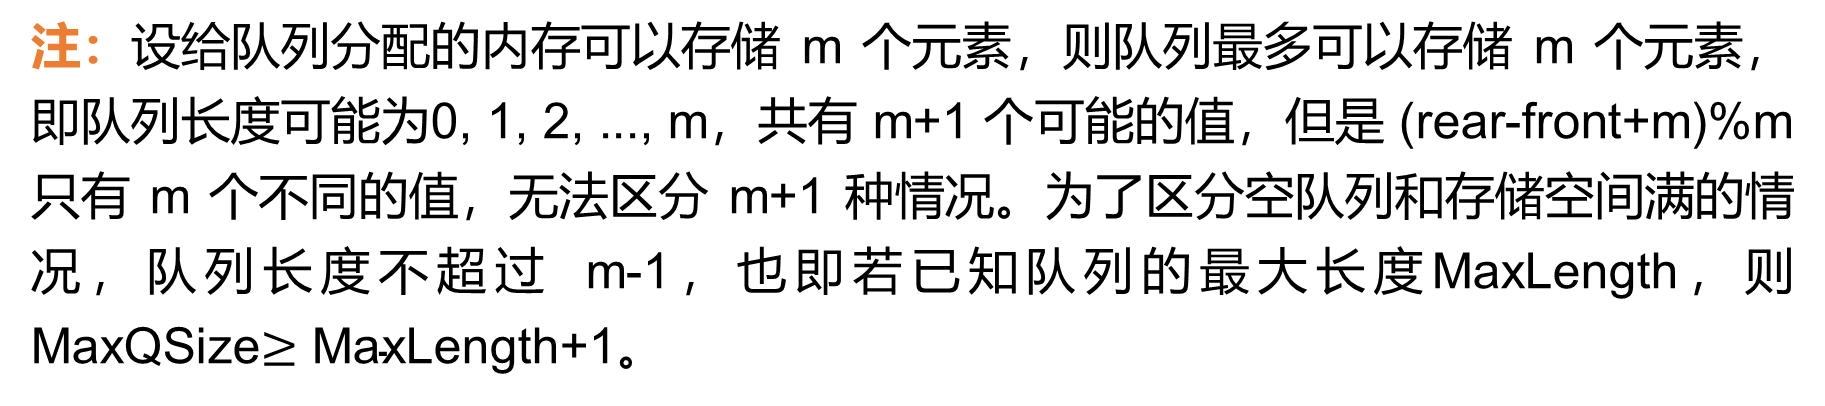 注：设给队列分配的内存可以存储 m 个元素，则队列最多可以存储 m 个元素，
即队列长度可能为0, 1, 2, ..., m，共有 m+1 个可能的值，但是 (rear-front+m)%m
只有 m 个不同的值，无法区分 m+1 种情况。为了区分空队列和存储空间满的情
况，队列长度不超过 m-1，也即若已知队列的最大长度MaxLength，则
MaxQSize≥ MaxLength+1。